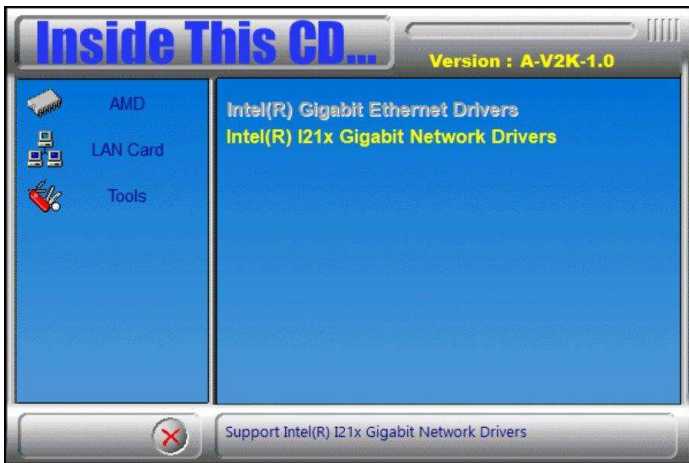 Inside This CD...
Version : A-V2K-1.0
AMD
LAN Card
Tools
Intel(R) Gigabit Ethernet Drivers
Intel(R) I21x Gigabit Network Drivers
Support Intel(R) I21x Gigabit Network Drivers